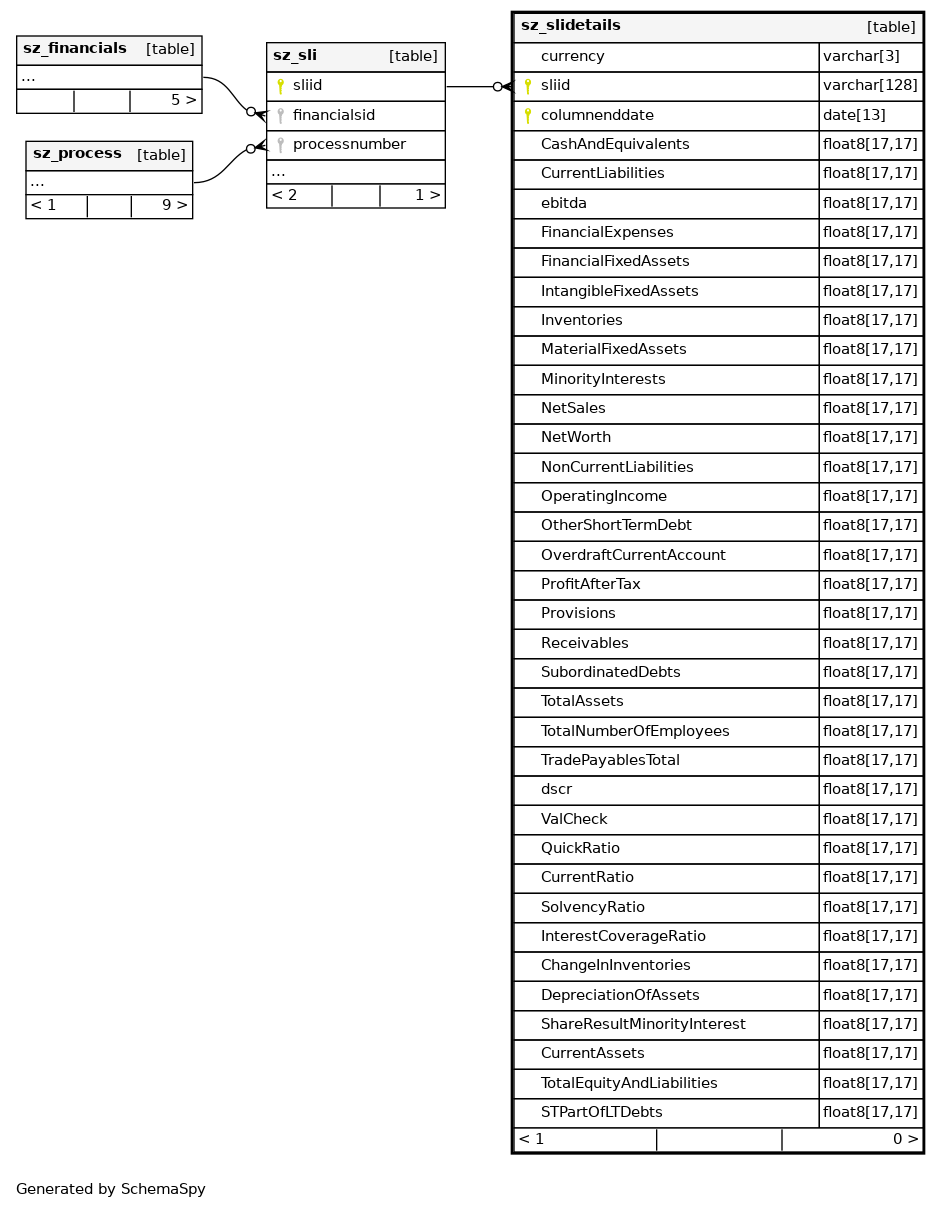 sz_financials [table]
...
5 >
sz_process [table]
...
< 1 9 >
sz_sli [table]
sliid
financialsid
processnumber
...
< 2 1 >
sz_slidetails [table]
currency varchar[3]
sliid varchar[128]
columnenddate date[13]
CashAndEquivalents float8[17,17]
CurrentLiabilities float8[17,17]
ebitda float8[17,17]
FinancialExpenses float8[17,17]
FinancialFixedAssets float8[17,17]
IntangibleFixedAssets float8[17,17]
Inventories float8[17,17]
MaterialFixedAssets float8[17,17]
MinorityInterests float8[17,17]
NetSales float8[17,17]
NetWorth float8[17,17]
NonCurrentLiabilities float8[17,17]
OperatingIncome float8[17,17]
OtherShortTermDebt float8[17,17]
OverdraftCurrentAccount float8[17,17]
ProfitAfterTax float8[17,17]
Provisions float8[17,17]
Receivables float8[17,17]
SubordinatedDebts float8[17,17]
TotalAssets float8[17,17]
TotalNumberOfEmployees float8[17,17]
TradePayablesTotal float8[17,17]
dscr float8[17,17]
ValCheck float8[17,17]
QuickRatio float8[17,17]
CurrentRatio float8[17,17]
SolvencyRatio float8[17,17]
InterestCoverageRatio float8[17,17]
ChangeInInventories float8[17,17]
DepreciationOfAssets float8[17,17]
ShareResultMinorityInterest float8[17,17]
CurrentAssets float8[17,17]
TotalEquityAndLiabilities float8[17,17]
STPartOfLTDebts float8[17,17]
< 1 0 >
Generated by SchemaSpy